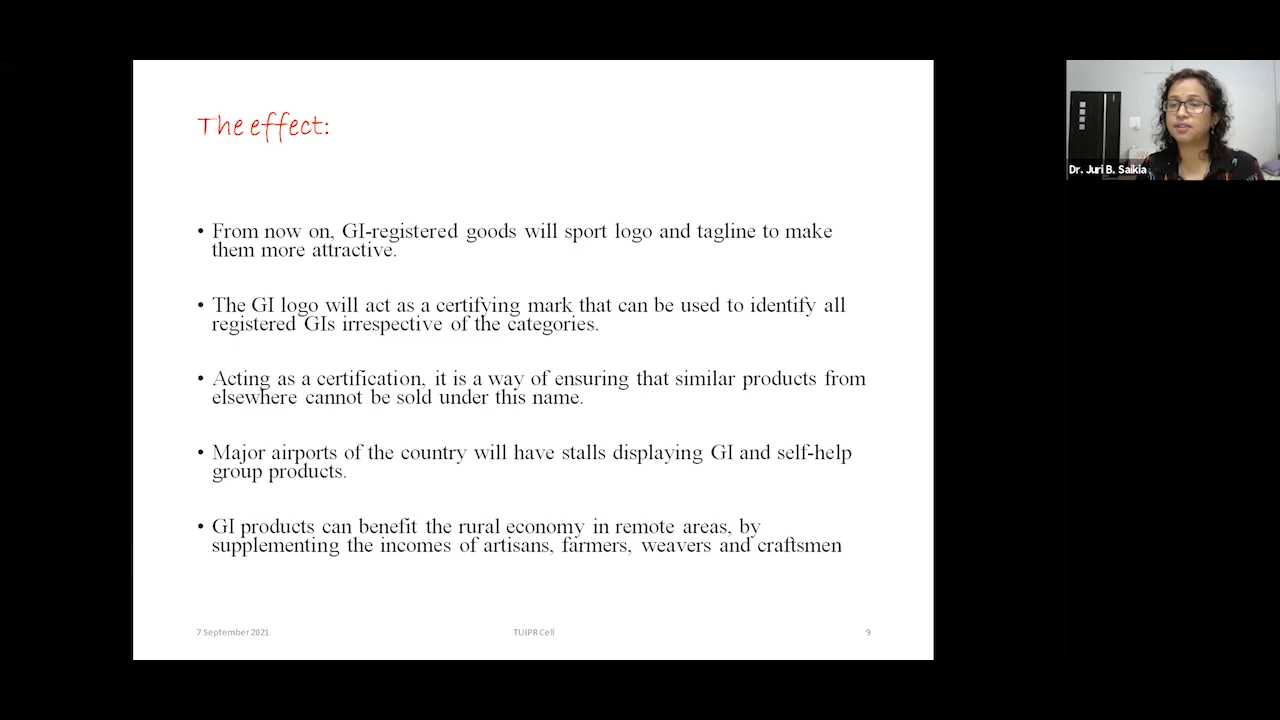 The effect:
• From now on, GI-registered goods will sport logo and tagline to make
them more attractive.
• The GI logo will act as a certifying mark that can be used to identify all
registered GIs irrespective of the categories.
• Acting as a certification, it is a way of ensuring that similar products from
elsewhere cannot be sold under this name.
• Major airports of the country will have stalls displaying GI and self-help
group products.
• GI products can benefit the rural economy in remote areas, by
supplementing the incomes of artisans, farmers, weavers and craftsmen
7 September 2021
TUIPR Cell
9
Dr. Juri B. Saikia